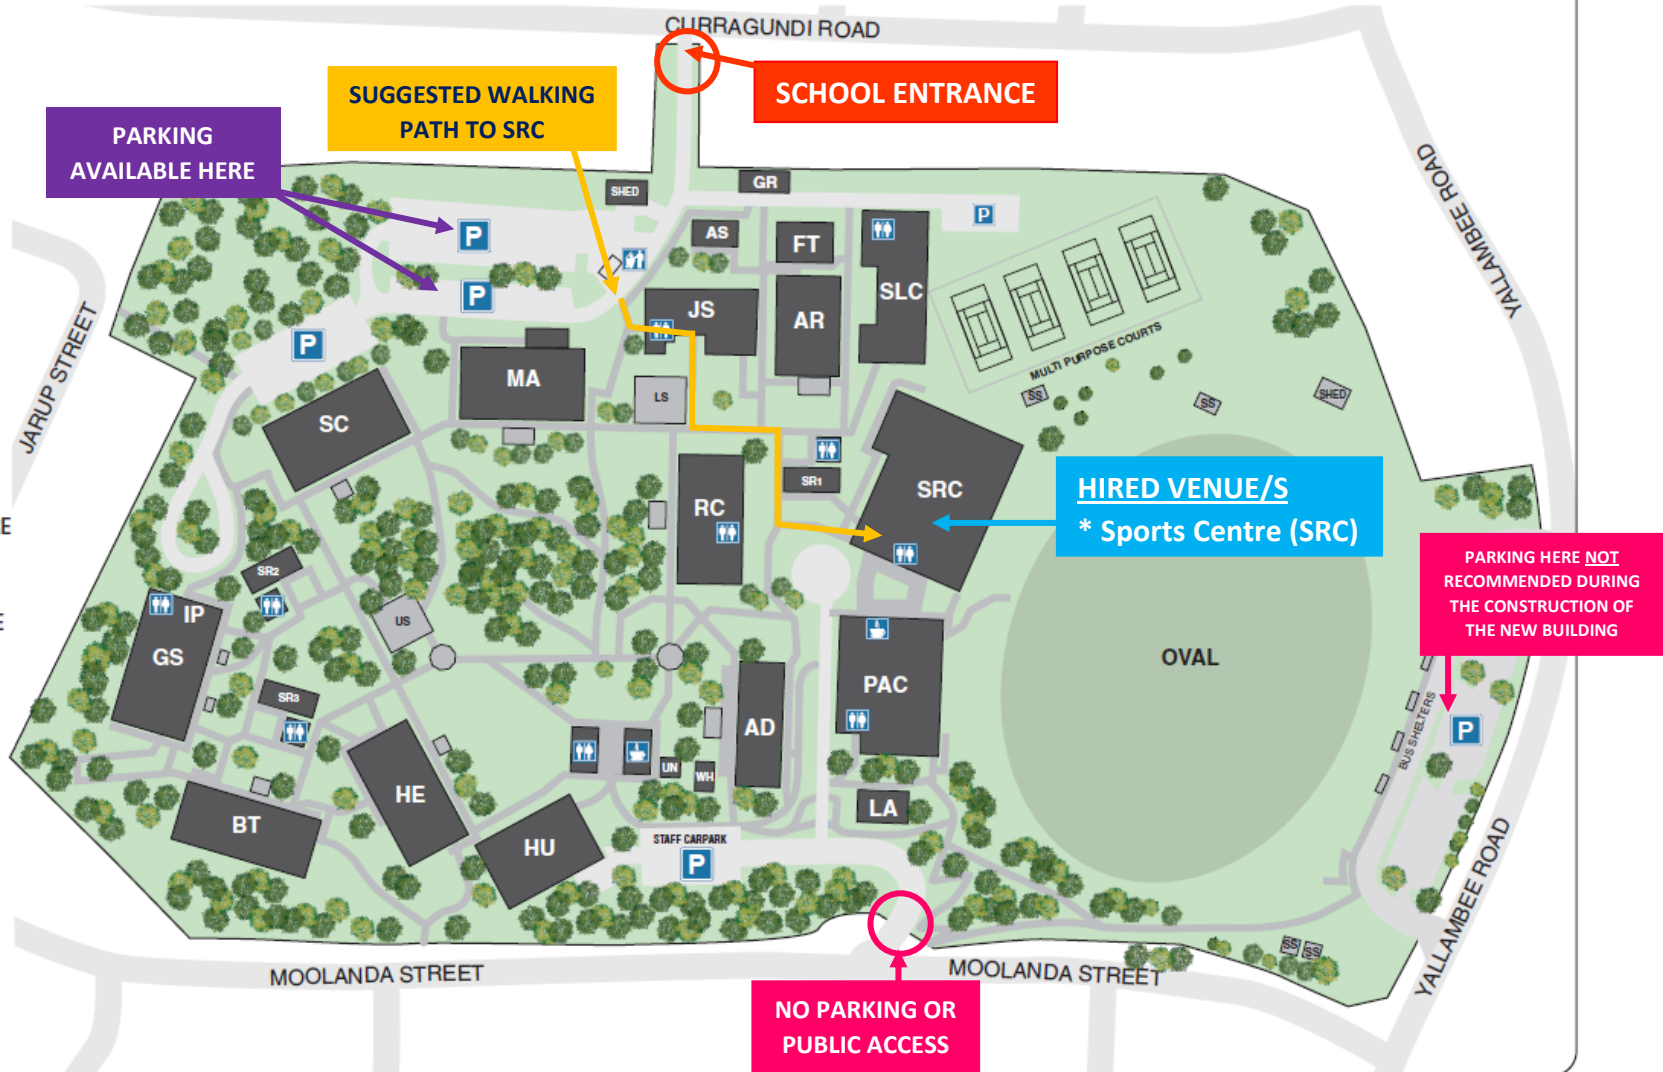 CURRAGUNDI ROAD
SCHOOL ENTRANCE
SUGGESTED WALKING
PATH TO SRC
PARKING
AVAILABLE HERE
YALLAMBEE ROAD
JARUP STREET
SHED
GR
P
P
P
P
AS
FT
SLC
JS
AR
MULTI PURPOSE COURTS
MA
LS
SS
SS
SHED
SC
SR1
SRC
RC
HIRED VENUE/S
* Sports Centre (SRC)
E
PARKING HERE NOT
RECOMMENDED DURING
THE CONSTRUCTION OF
THE NEW BUILDING
SR2
IP
GS
US
E
OVAL
PAC
SR3
AD
BUS SHELTERS
P
UN
WH
HE
BT
LA
HU
STAFF CARPARK
P
YALLAMBEE ROAD
SS
SS
MOOLANDA STREET
MOOLANDA STREET
NO PARKING OR
PUBLIC ACCESS